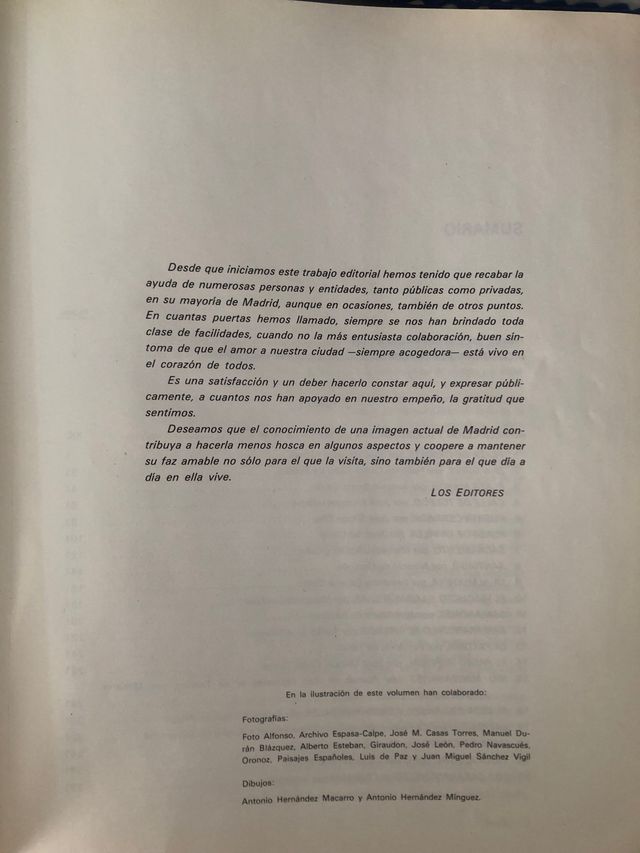 SUMARIO
Desde que iniciamos este trabajo editorial hemos tenido que recabar la
ayuda de numerosas personas y entidades, tanto públicas como privadas,
en su mayoría de Madrid, aunque en ocasiones, también de otros puntos.
En cuantas puertas hemos llamado, siempre se nos han brindado toda
clase de facilidades, cuando no la más entusiasta colaboración, buen sín-
toma de que el amor a nuestra ciudad —siempre acogedora— está vivo en
el corazón de todos.
Es una satisfacción y un deber hacerlo constar aquí, y expresar públi-
camente, a cuantos nos han apoyado en nuestro empeño, la gratitud que
sentimos.
Deseamos que el conocimiento de una imagen actual de Madrid con-
tribuya a hacerla menos hosca en algunos aspectos y coopere a mantener
su faz amable no sólo para el que la visita, sino también para el que día a
día en ella vive.
LOS EDITORES
En la ilustración de este volumen han colaborado:
Fotografías:
Foto Alfonso, Archivo Espasa-Calpe, José M. Casas Torres, Manuel Du-
rán Blázquez, Alberto Esteban, Giraudon, José León, Pedro Navascués,
Oronoz, Paisajes Españoles, Luis de Paz y Juan Miguel Sánchez Vigil
Dibujos:
Antonio Hernández Macarro y Antonio Hernández Mínguez.